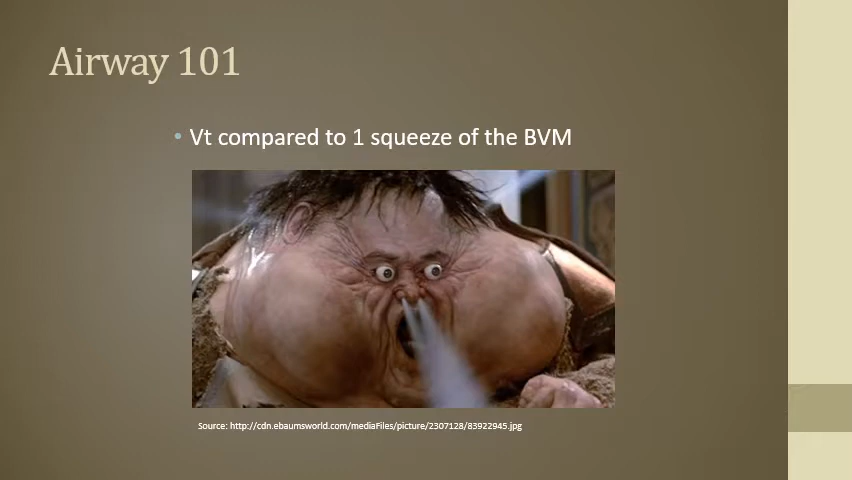 Airway 101
• Vt compared to 1 squeeze of the BVM
Source: http://cdn.ebaumsworld.com/mediaFiles/picture/2307128/83922945.jpg